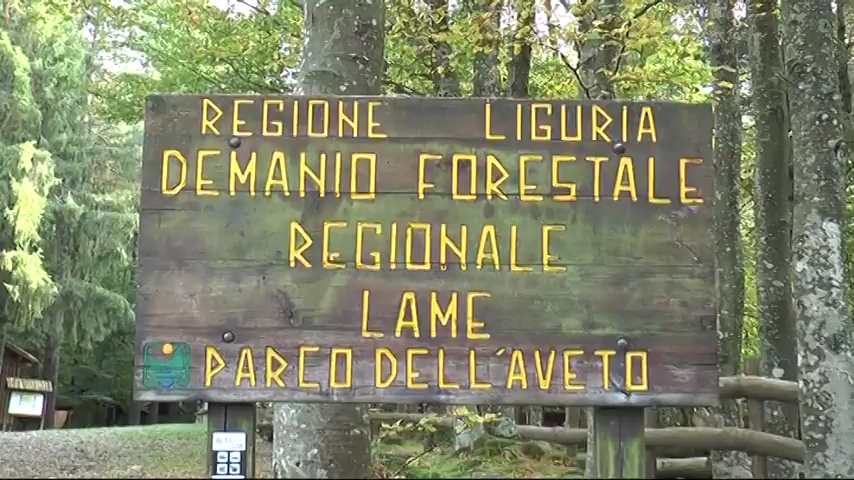 REGIONE LIGURIA
DEMANIO FORESTALE
REGIONALE
LAME
PARCO DELL'AVETO